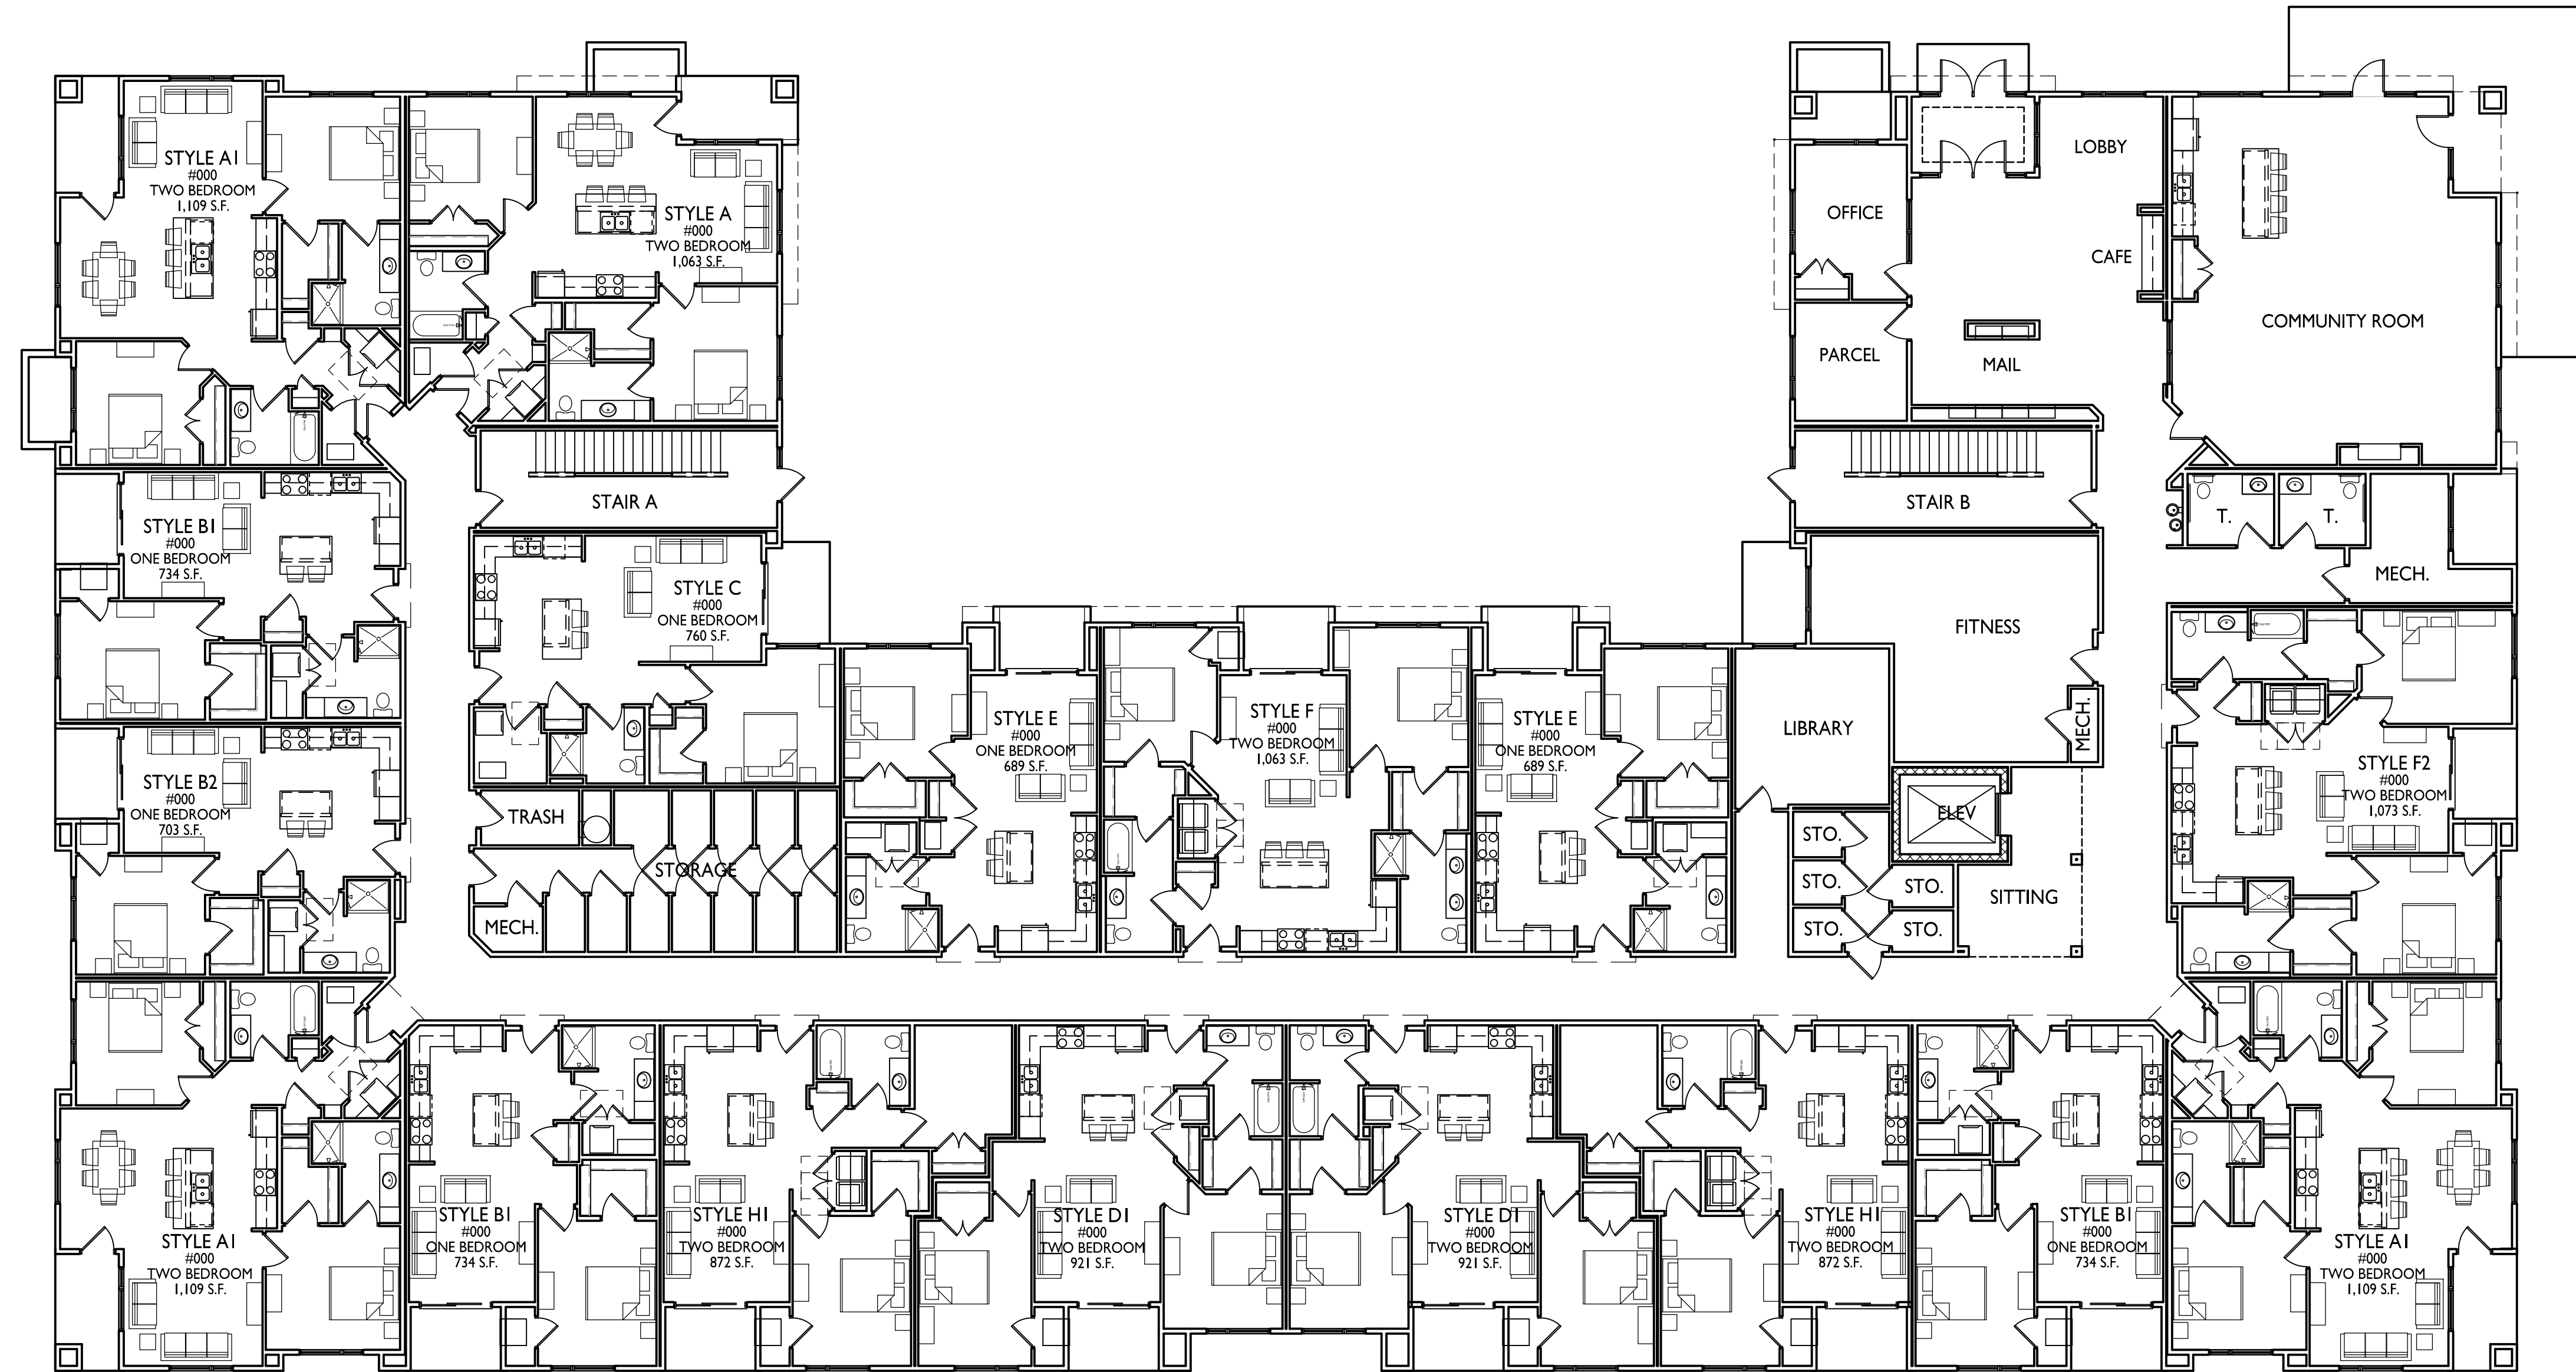 STYLE A1
#000
TWO BEDROOM
1,109 S.F.
STYLE A
#000
TWO BEDROOM
1,063 S.F.
LOBBY
OFFICE
CAFE
COMMUNITY ROOM
PARCEL
MAIL
STAIR A
STAIR B
T.
T.
MECH.
STYLE B1
#000
ONE BEDROOM
734 S.F.
STYLE C
#000
ONE BEDROOM
760 S.F.
FITNESS
LIBRARY
MECH.
STYLE E
#000
ONE BEDROOM
689 S.F.
STYLE F
#000
TWO BEDROOM
1,063 S.F.
STYLE E
#000
ONE BEDROOM
689 S.F.
STYLE B2
#000
ONE BEDROOM
703 S.F.
STYLE F2
#000
TWO BEDROOM
1,073 S.F.
TRASH
STORAGE
MECH.
ELEV
STO.
STO.
STO.
STO.
STO.
SITTING
STYLE A1
#000
TWO BEDROOM
1,109 S.F.
STYLE B1
#000
ONE BEDROOM
734 S.F.
STYLE H1
#000
TWO BEDROOM
872 S.F.
STYLE D1
#000
TWO BEDROOM
921 S.F.
STYLE D1
#000
TWO BEDROOM
921 S.F.
STYLE H1
#000
TWO BEDROOM
872 S.F.
STYLE B1
#000
ONE BEDROOM
734 S.F.
STYLE A1
#000
TWO BEDROOM
1,109 S.F.